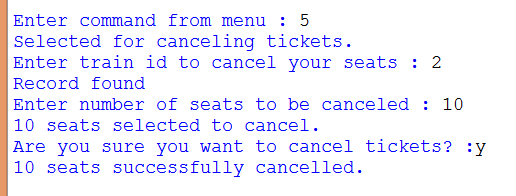 Enter command from menu : 5
Selected for canceling tickets.
Enter train id to cancel your seats : 2
Record found
Enter number of seats to be canceled : 10
10 seats selected to cancel.
Are you sure you want to cancel tickets? :y
10 seats successfully cancelled.